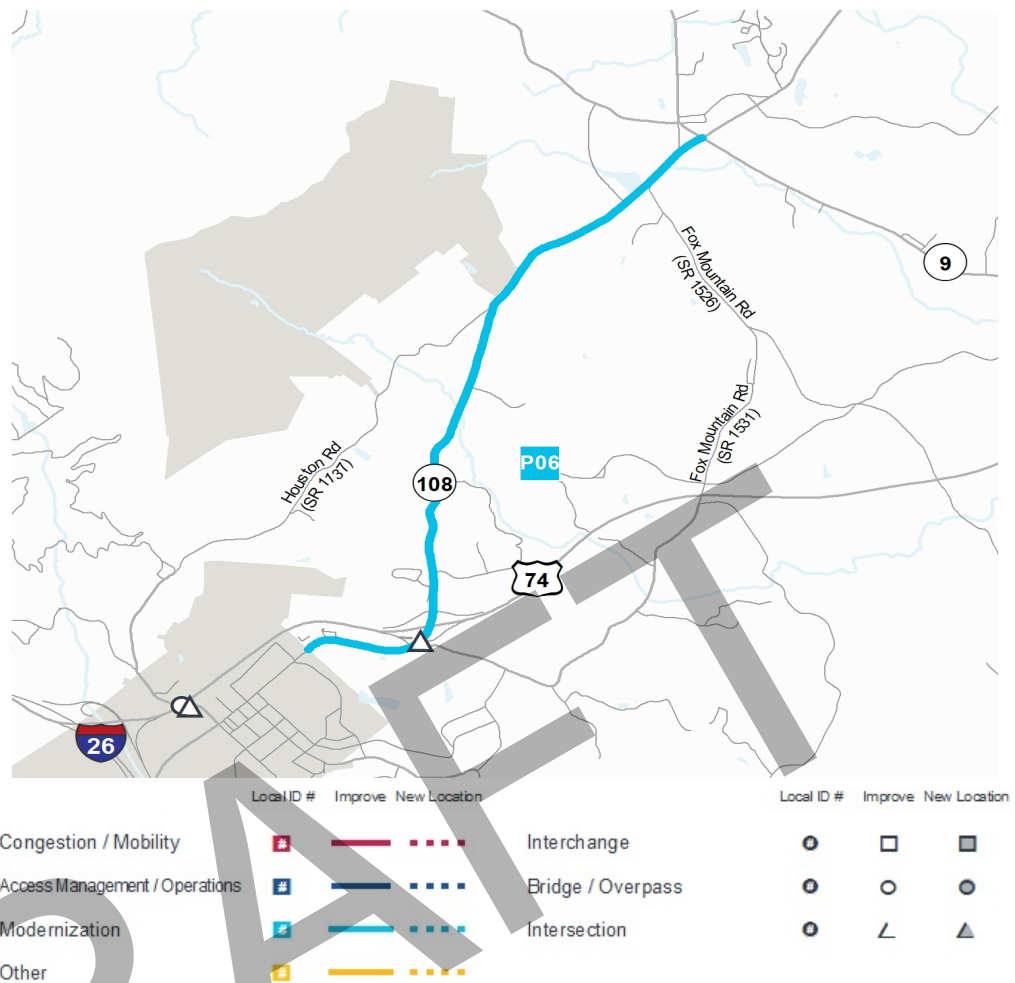 9
Fox Mountain Rd
(SR 1526)
Fox Mountain Rd
(SR 1531)
Houston Rd
(SR 1737)
P06
108
74
26
DRAFT
Local ID # Improve New Location
Local ID # Improve New Location
Congestion / Mobility #
Interchange #
Access Management / Operations #
Bridge / Overpass #
Modernization #
Intersection #
Other #